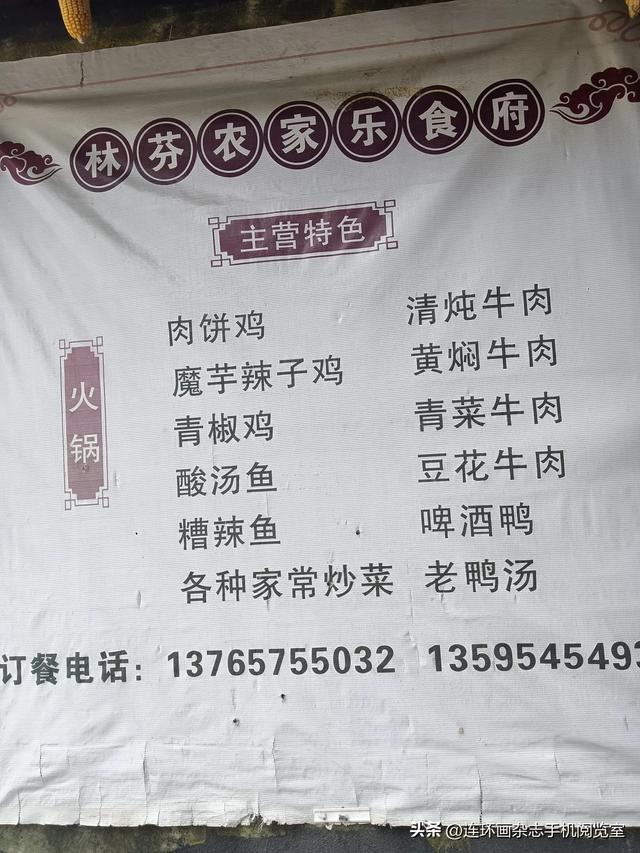 林芬农家乐食府
主营特色
火锅
肉饼鸡 清炖牛肉
魔芋辣子鸡 黄焖牛肉
青椒鸡 青菜牛肉
酸汤鱼 豆花牛肉
糟辣鱼 啤酒鸭
各种家常炒菜 老鸭汤
订餐电话：13765755032 1359545493
头条 @连环画杂志手机阅览室